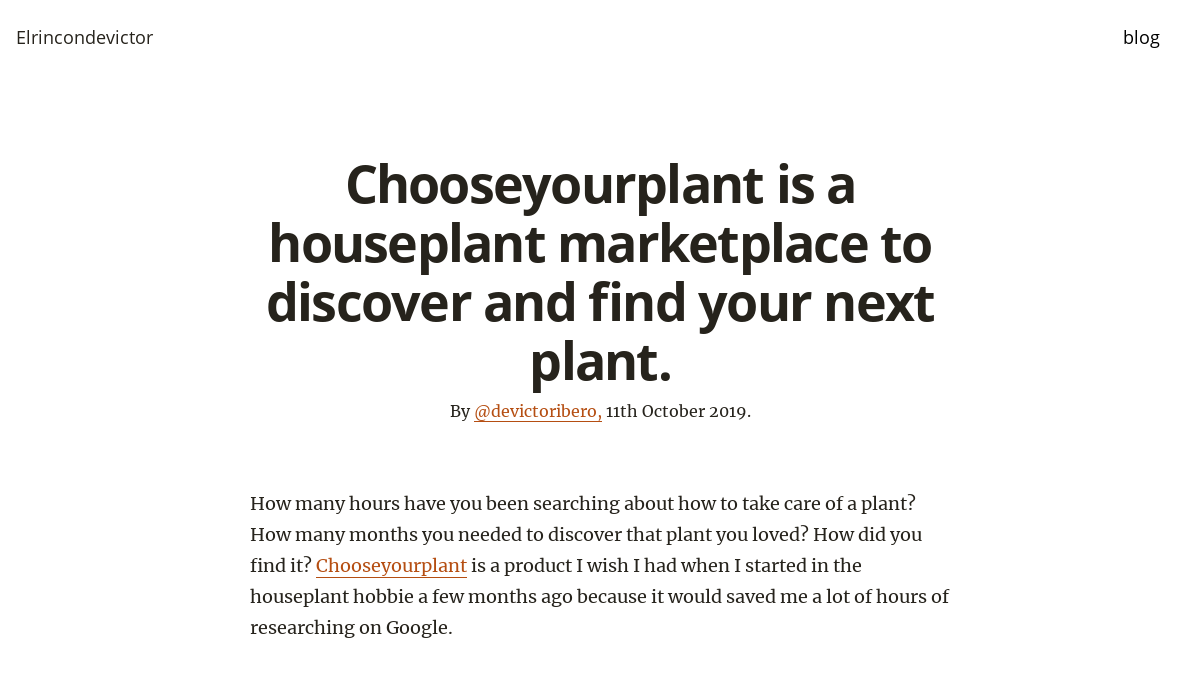 Elrincondevictor
blog
Chooseyourplant is a
houseplant marketplace to
discover and find your next
plant.
By @devictoribero, 11th October 2019.
How many hours have you been searching about how to take care of a plant?
How many months you needed to discover that plant you loved? How did you
find it? Chooseyourplant is a product I wish I had when I started in the
houseplant hobbie a few months ago because it would saved me a lot of hours of
researching on Google.